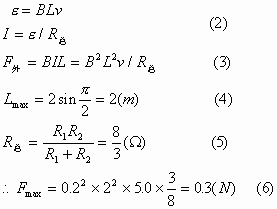 ε = BLv
I = ε / R总 (2)
F外 = BIL = B²L²v / R总 (3)
Lmax = 2 sin π/2 = 2(m) (4)
R总 = R₁R₂/(R₁ + R₂) = 8/3 (Ω) (5)
∴ Fmax = 0.2² × 2² × 5.0 × 3/8 = 0.3(N) (6)